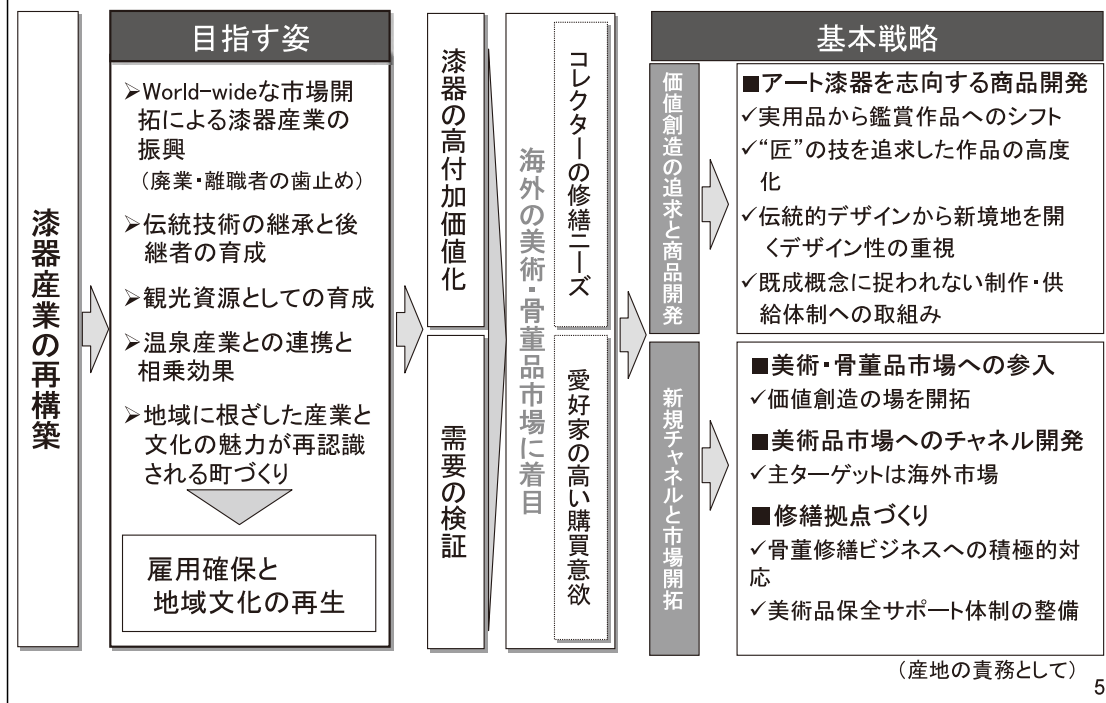 漆器産業の再構築
目指す姿
➢World-wideな市場開
拓による漆器産業の
振興
（廃業・離職者の歯止め）
➢伝統技術の継承と後
継者の育成
➢観光資源としての育成
➢温泉産業との連携と
相乗効果
➢地域に根ざした産業と
文化の魅力が再認識
される町づくり
雇用確保と
地域文化の再生
漆器の高付加価値化
需要の検証
海外の美術・骨董品市場に着目
コレクターの修繕ニーズ
愛好家の高い購買意欲
基本戦略
価値創造の追求と商品開発
■アート漆器を志向する商品開発
✓実用品から鑑賞作品へのシフト
✓“匠”の技を追求した作品の高度
化
✓伝統的デザインから新境地を開
くデザイン性の重視
✓既成概念に捉われない制作・供
給体制への取組み
新規チャネルと市場開拓
■美術・骨董品市場への参入
✓価値創造の場を開拓
■美術品市場へのチャネル開発
✓主ターゲットは海外市場
■修繕拠点づくり
✓骨董修繕ビジネスへの積極的対
応
✓美術品保全サポート体制の整備
（産地の責務として）
5